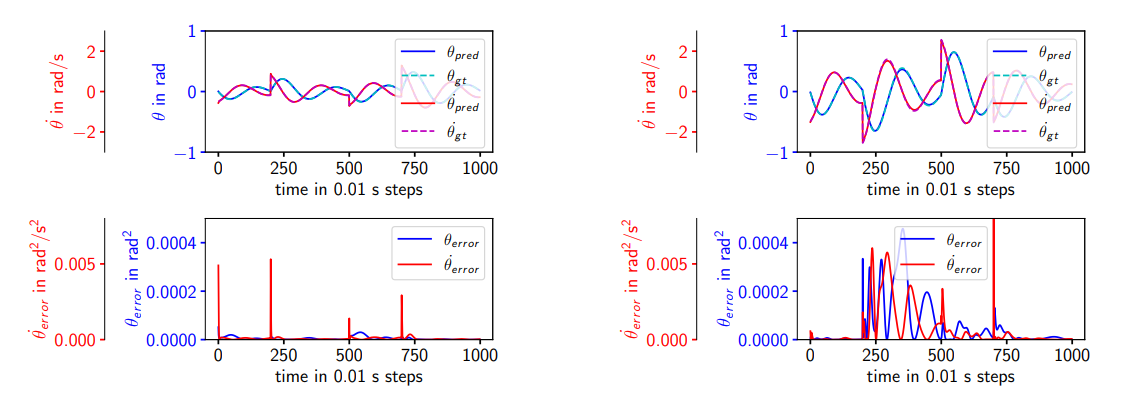 θ̇ in rad/s
2
0
−2
θ in rad
1
0
−1
θpred
θgt
θ̇pred
θ̇gt
0 250 500 750 1000
time in 0.01 s steps
θ̇ in rad/s
2
0
−2
θ in rad
1
0
−1
θpred
θgt
θ̇pred
θ̇gt
0 250 500 750 1000
time in 0.01 s steps
θ̇error in rad²/s²
0.005
0.000
θerror in rad²
0.0004
0.0002
0.0000
θerror
θ̇error
0 250 500 750 1000
time in 0.01 s steps
θ̇error in rad²/s²
0.005
0.000
θerror in rad²
0.0004
0.0002
0.0000
θerror
θ̇error
0 250 500 750 1000
time in 0.01 s steps